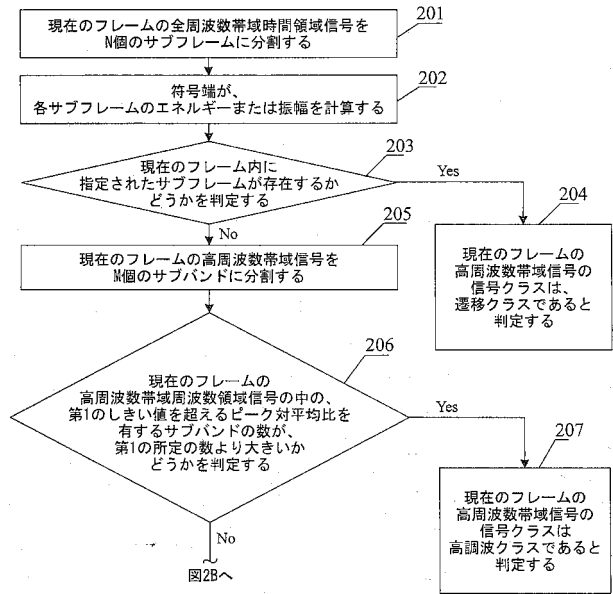 現在のフレームの全周波数帯域時間領域信号を
N個のサブフレームに分割する
201
符号端が、
各サブフレームのエネルギーまたは振幅を計算する
202
現在のフレーム内に
指定されたサブフレームが存在するか
どうかを判定する
203
Yes
No
204
現在のフレームの
高周波数帯域信号の
信号クラスは、
遷移クラスであると
判定する
205
現在のフレームの高周波数帯域信号を
M個のサブバンドに分割する
206
現在のフレームの
高周波数帯域周波数領域信号の中の、
第1のしきい値を超えるピーク対平均比を
有するサブバンドの数が、
第1の所定の数より大きいか
どうかを判定する
Yes
No
207
現在のフレームの
高周波数帯域信号の
信号クラスは
高調波クラスであると
判定する
図2Bへ